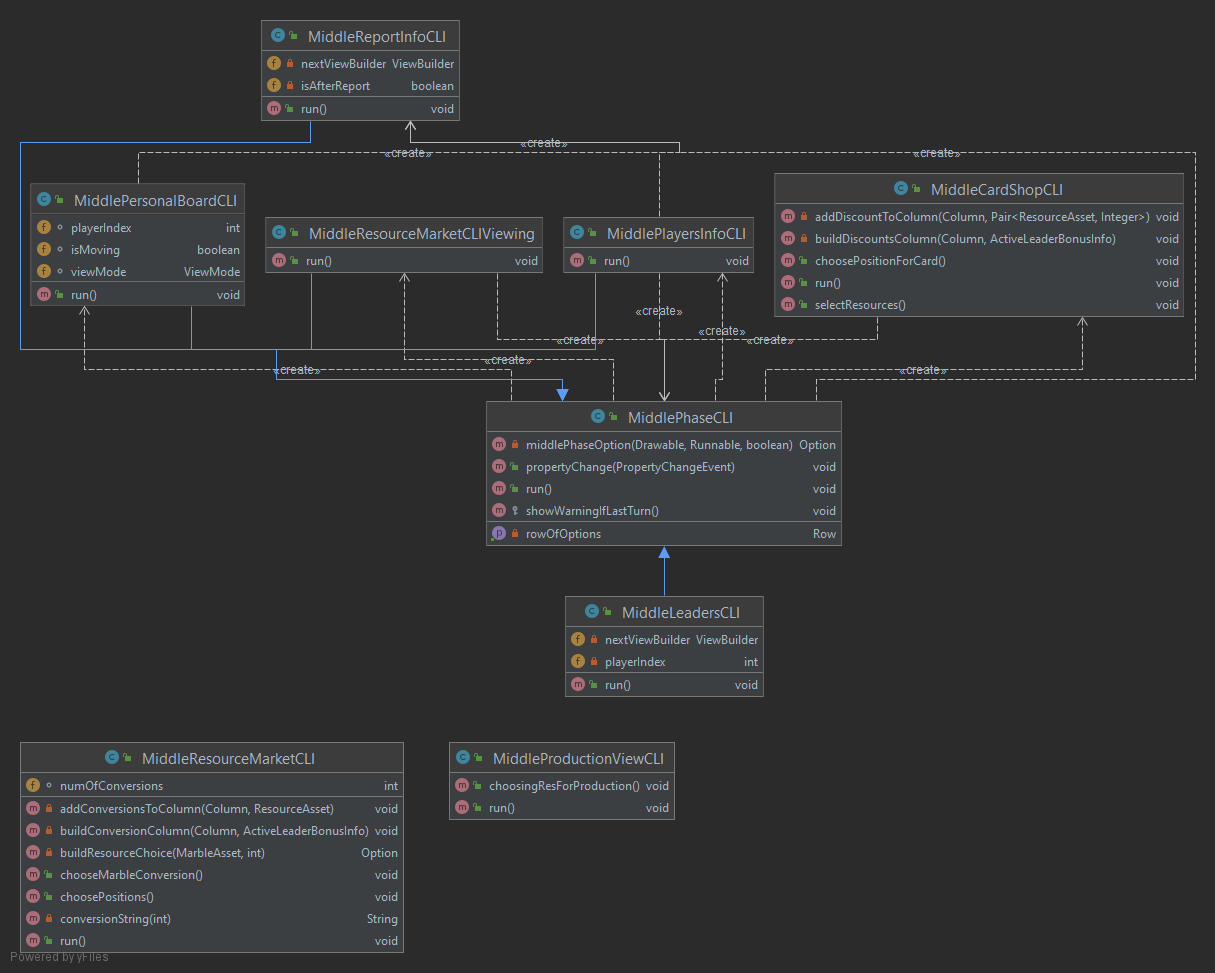 MiddleReportInfoCLI
nextViewBuilder ViewBuilder
isAfterReport boolean
run() void
«create»
«create»
«create»
MiddlePersonalBoardCLI
playerIndex int
isMoving boolean
viewMode ViewMode
run() void
MiddleResourceMarketCLIViewing
run() void
MiddlePlayersInfoCLI
run() void
MiddleCardShopCLI
addDiscountToColumn(Column, Pair<ResourceAsset, Integer>) void
buildDiscountsColumn(Column, ActiveLeaderBonusInfo) void
choosePositionForCard() void
run() void
selectResources() void
«create»
«create»
«create»
«create»
«create»
«create»
«create»
MiddlePhaseCLI
middlePhaseOption(Drawable, Runnable, boolean) Option
propertyChange(PropertyChangeEvent) void
run() void
showWarningIfLastTurn() void
rowOfOptions Row
MiddleLeadersCLI
nextViewBuilder ViewBuilder
playerIndex int
run() void
MiddleResourceMarketCLI
numOfConversions int
addConversionsToColumn(Column, ResourceAsset) void
buildConversionColumn(Column, ActiveLeaderBonusInfo) void
buildResourceChoice(MarbleAsset, int) Option
chooseMarbleConversion() void
choosePositions() void
conversionString(int) String
run() void
MiddleProductionViewCLI
choosingResForProduction() void
run() void
Powered by yFiles